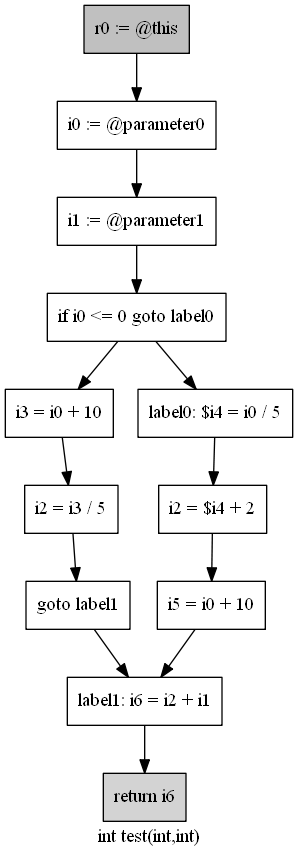 r0 := @this
i0 := @parameter0
i1 := @parameter1
if i0 <= 0 goto label0
i3 = i0 + 10
label0: $i4 = i0 / 5
i2 = i3 / 5
i2 = $i4 + 2
goto label1
i5 = i0 + 10
label1: i6 = i2 + i1
return i6
int test(int,int)